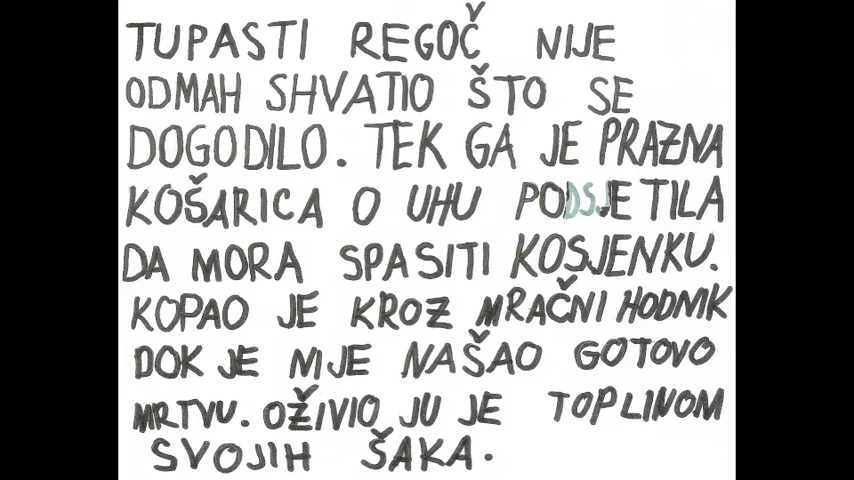 TUPASTI REGOČ NIJE
ODMAH SHVATIO ŠTO SE
DOGODILO. TEK GA JE PRAZNA
KOŠARICA O UHU PODSJETILA
DA MORA SPASITI KOSJENKU.
KOPAO JE KROZ MRAČNI HODNIK
DOK JE NIJE NAŠAO GOTOVO
MRTVU. OŽIVIO JU JE TOPLINOM
SVOJIH ŠAKA.